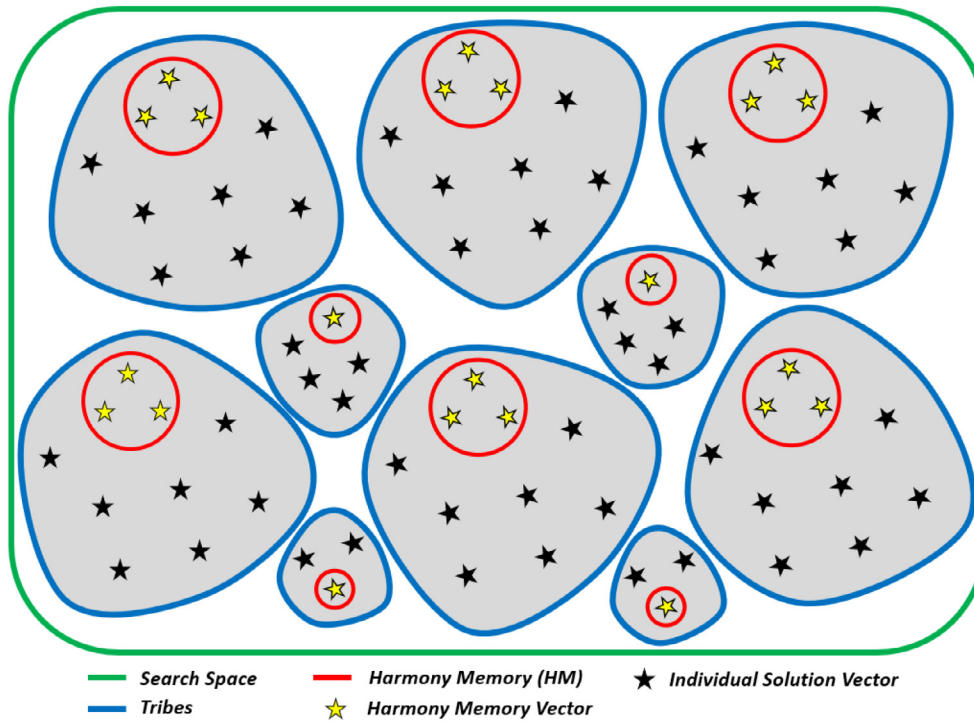 Search Space
Harmony Memory (HM)
Individual Solution Vector
Tribes
Harmony Memory Vector